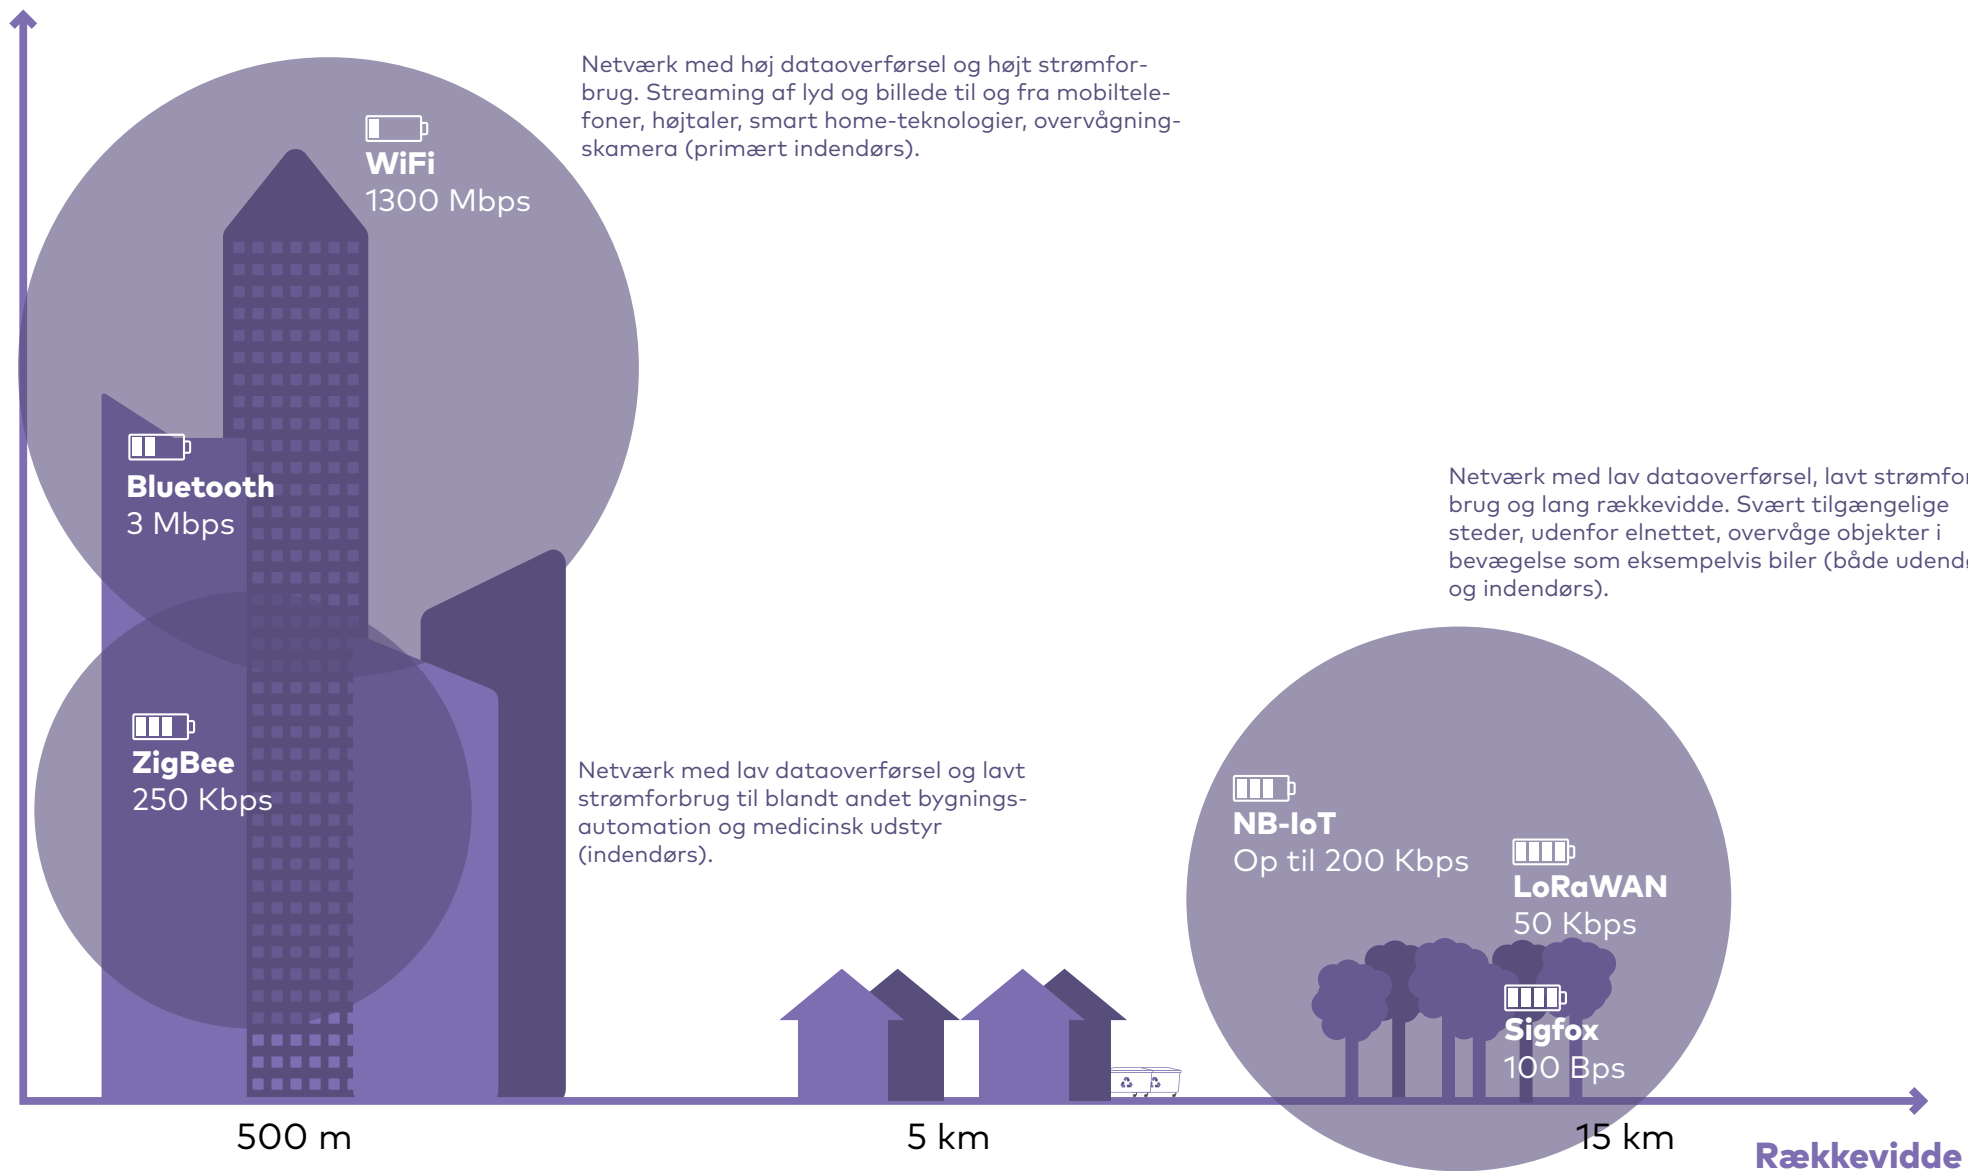 Netværk med høj dataoverførsel og højt strømfor-
brug. Streaming af lyd og billede til og fra mobiltele-
foner, højtaler, smart home-teknologier, overvågning-
skamera (primært indendørs).
WiFi
1300 Mbps
Bluetooth
3 Mbps
Netværk med lav dataoverførsel, lavt strømfor
brug og lang rækkevidde. Svært tilgængelige
steder, udenfor elnettet, overvåge objekter i
bevægelse som eksempelvis biler (både udendø
og indendørs).
ZigBee
250 Kbps
Netværk med lav dataoverførsel og lavt
strømforbrug til blandt andet bygnings-
automation og medicinsk udstyr
(indendørs).
NB-IoT
Op til 200 Kbps
LoRaWAN
50 Kbps
Sigfox
100 Bps
500 m
5 km
15 km
Rækkevidde